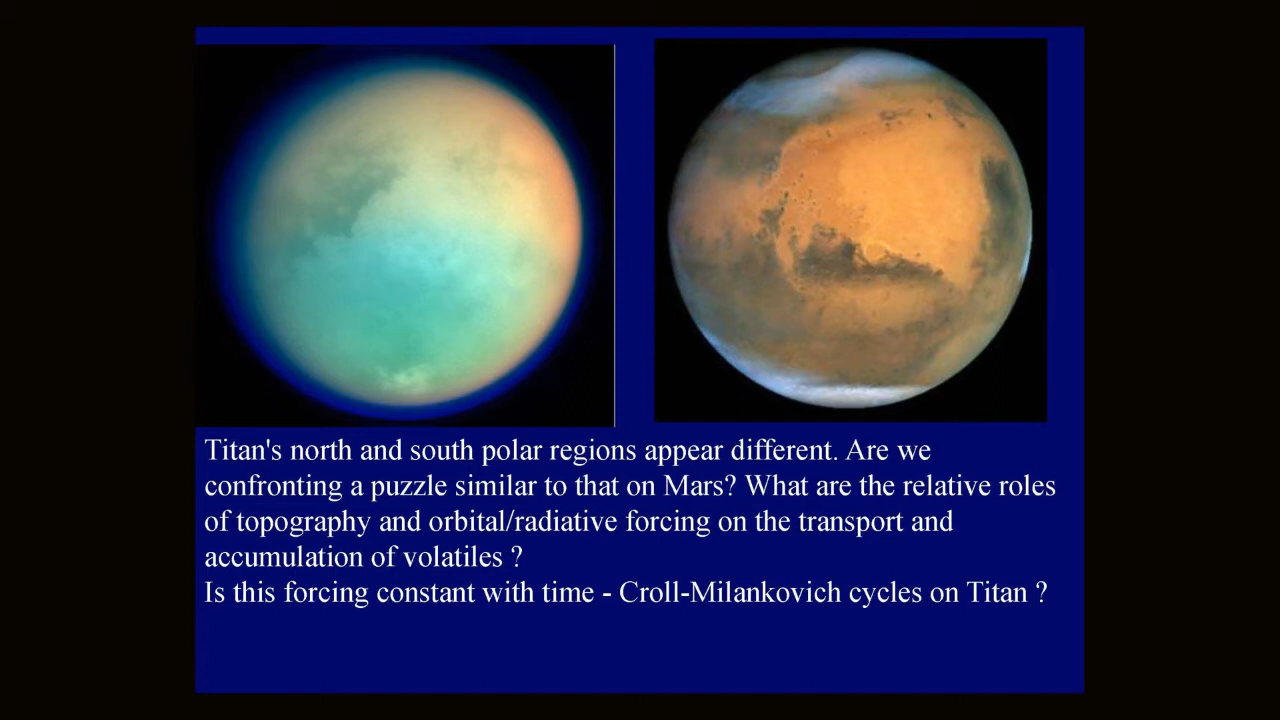 Titan's north and south polar regions appear different. Are we
confronting a puzzle similar to that on Mars? What are the relative roles
of topography and orbital/radiative forcing on the transport and
accumulation of volatiles ?
Is this forcing constant with time - Croll-Milankovich cycles on Titan ?